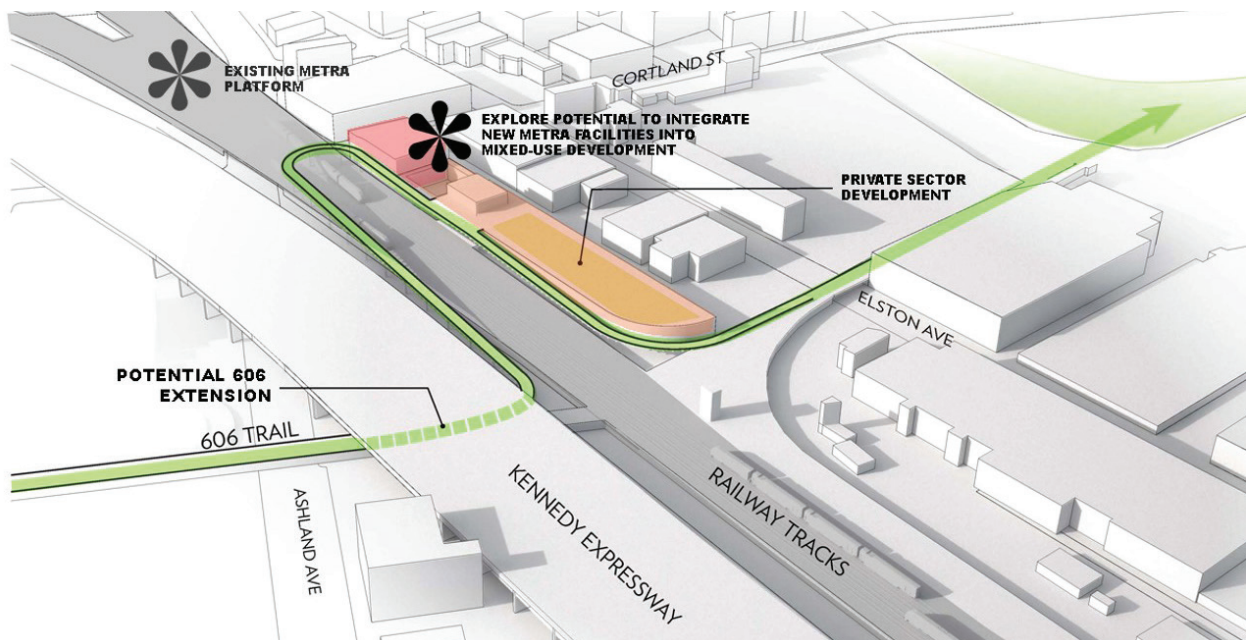 EXISTING METRA
PLATFORM
CORTLAND ST
EXPLORE POTENTIAL TO INTEGRATE
NEW METRA FACILITIES INTO
MIXED-USE DEVELOPMENT
PRIVATE SECTOR
DEVELOPMENT
ELSTON AVE
POTENTIAL 606
EXTENSION
606 TRAIL
ASHLAND AVE
KENNEDY EXPRESSWAY
RAILWAY TRACKS